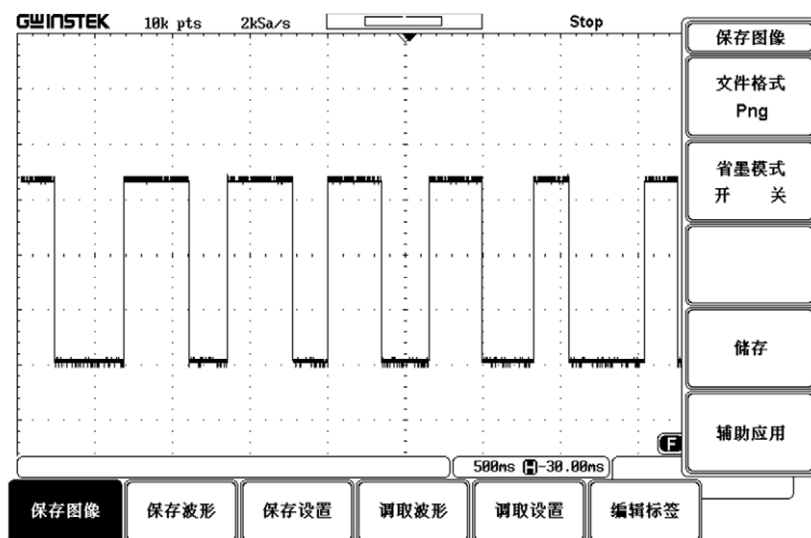 GWINSTEK 10k pts 2kSa/s Stop
保存图像
文件格式
Png
省墨模式
开 关
储存
辅助应用
F
500ms H -30.00ms
保存图像 保存波形 保存设置 调取波形 调取设置 编辑标签